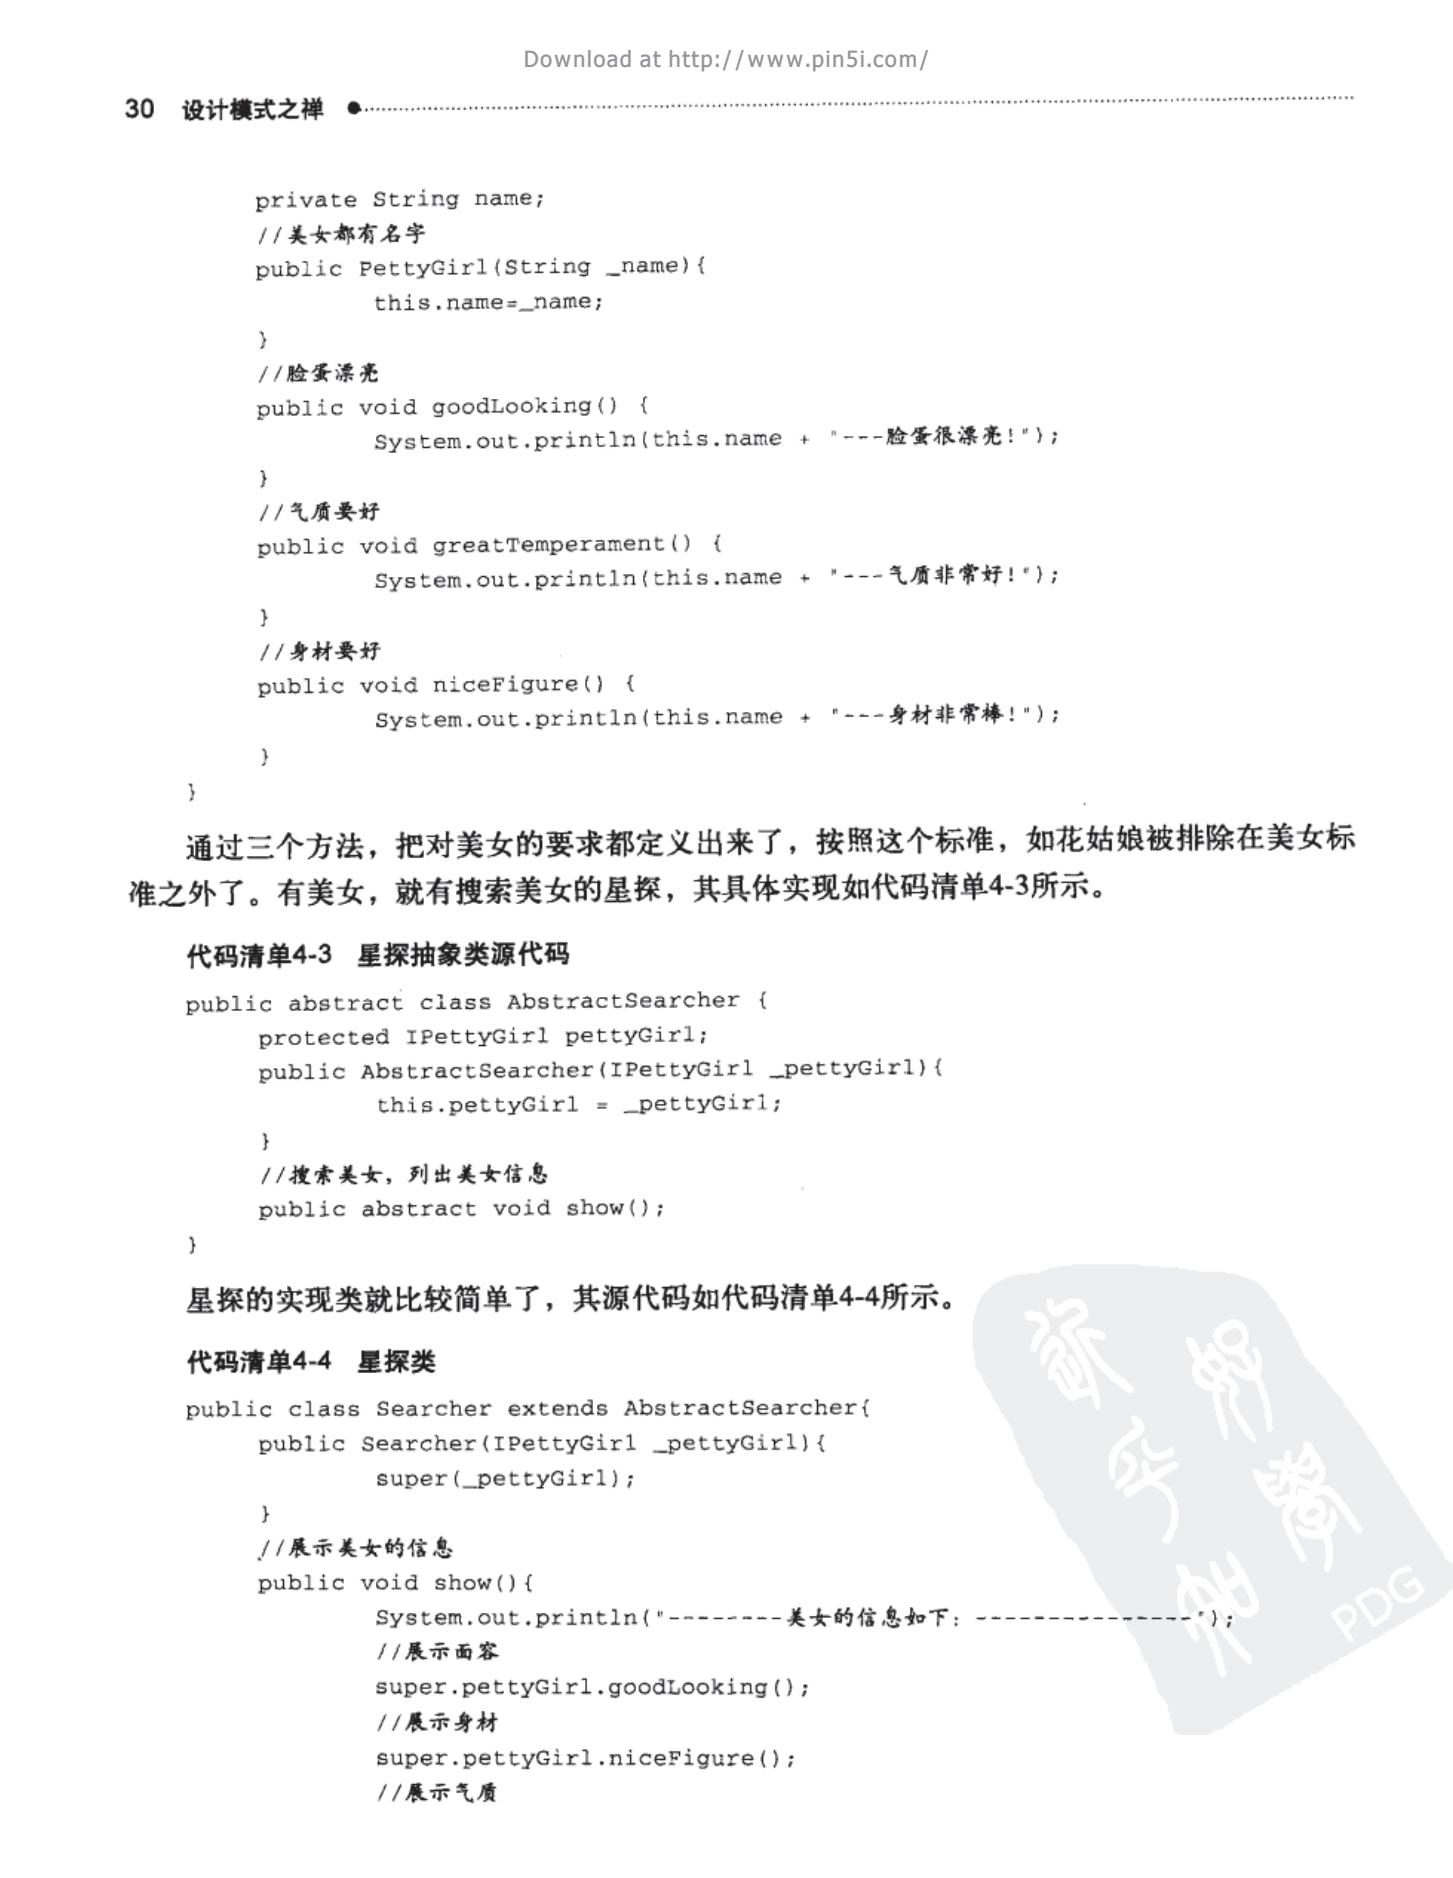 Download at http://www.pin5i.com/
30 设计模式之禅
private String name;
//美女都有名字
public PettyGirl(String _name){
this.name=_name;
}
//脸蛋漂亮
public void goodLooking() {
System.out.println(this.name + "---脸蛋很漂亮!");
}
//气质要好
public void greatTemperament() {
System.out.println(this.name + "---气质非常好!");
}
//身材要好
public void niceFigure() {
System.out.println(this.name + "---身材非常棒!");
}
}
通过三个方法，把对美女的要求都定义出来了，按照这个标准，如花姑娘被排除在美女标
准之外了。有美女，就有搜索美女的星探，其具体实现如代码清单4-3所示。
代码清单4-3 星探抽象类源代码
public abstract class AbstractSearcher {
protected IPettyGirl pettyGirl;
public AbstractSearcher(IPettyGirl _pettyGirl){
this.pettyGirl = _pettyGirl;
}
//搜索美女，列出美女信息
public abstract void show();
}
星探的实现类就比较简单了，其源代码如代码清单4-4所示。
代码清单4-4 星探类
public class Searcher extends AbstractSearcher{
public Searcher(IPettyGirl _pettyGirl){
super(_pettyGirl);
}
//展示美女的信息
public void show(){
System.out.println("--------美女的信息如下：---------------");
//展示面容
super.pettyGirl.goodLooking();
//展示身材
super.pettyGirl.niceFigure();
//展示气质
PDG